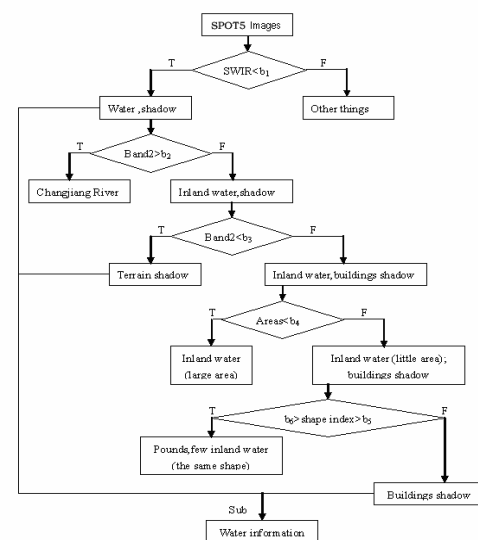 SPOT5 Images
SWIR<b1
T
F
Water ,shadow
Other things
Band2>b2
T
F
Changjiang River
Inland water,shadow
Band2<b3
T
F
Terrain shadow
Inland water,buildings shadow
Areas<b4
T
F
Inland water
(large area)
Inland water (little area);
buildings shadow
b6>shape index>b5
T
F
Pounds,few inland water
(the same shape)
Buildings shadow
Sub
Water information